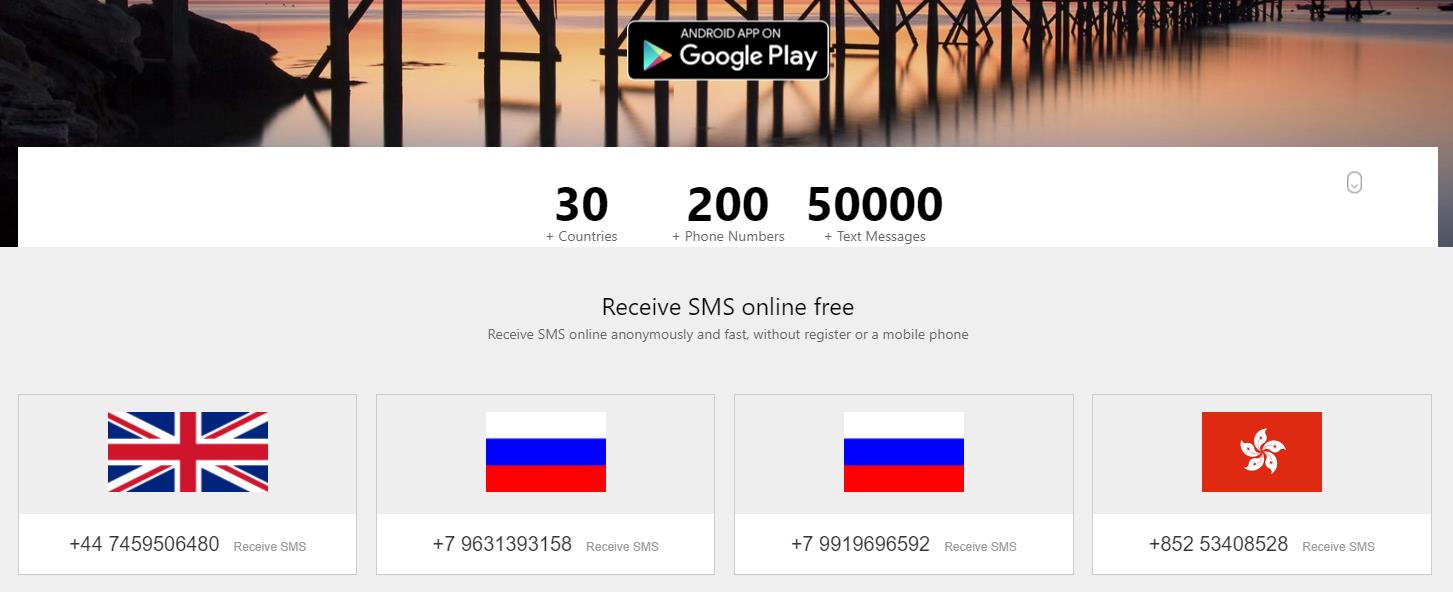 ANDROID APP ON
Google Play
30 200 50000
+ Countries + Phone Numbers + Text Messages
Receive SMS online free
Receive SMS online anonymously and fast, without register or a mobile phone
+44 7459506480 Receive SMS +7 9631393158 Receive SMS +7 9919696592 Receive SMS +852 53408528 Receive SMS